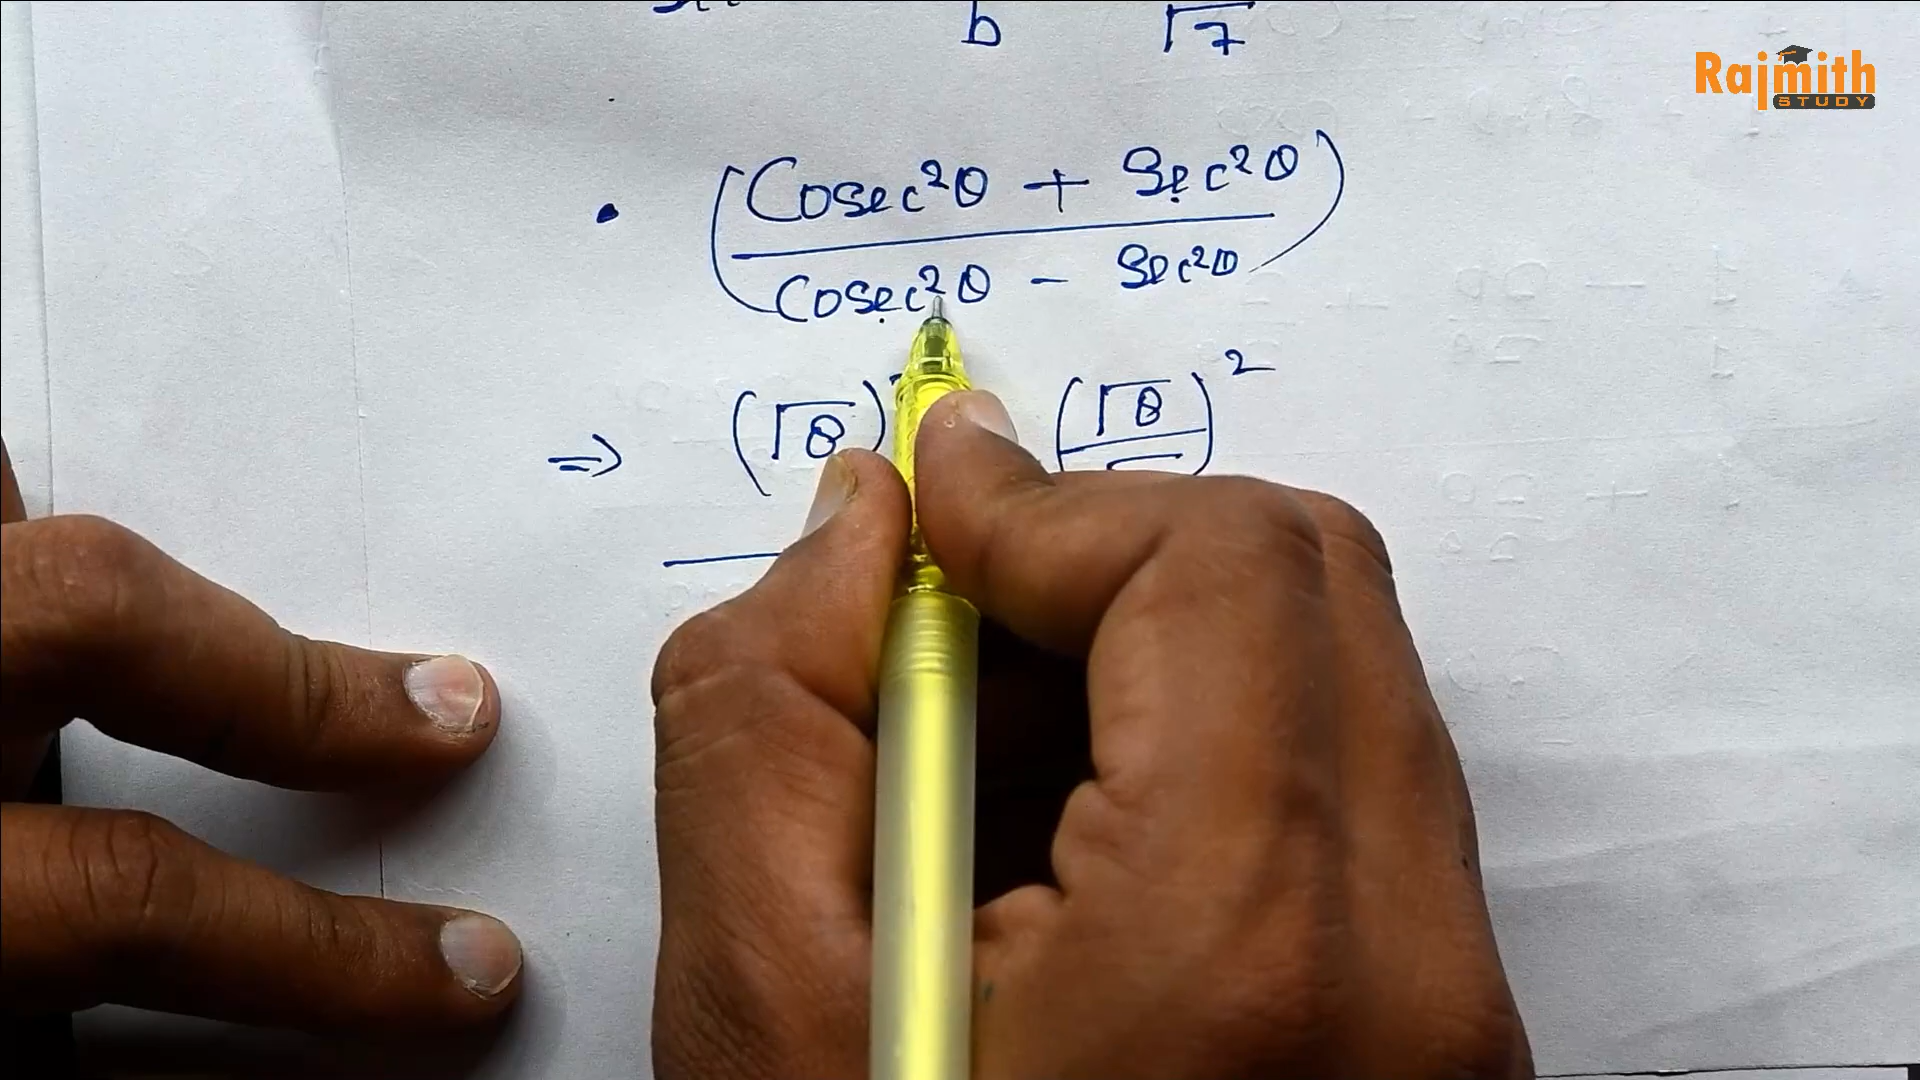 b √7
Rajmith
STUDY
• (Cosec²θ + Sec²θ)
Cosec²θ - Sec²θ
⇒ (√8) (√8)²